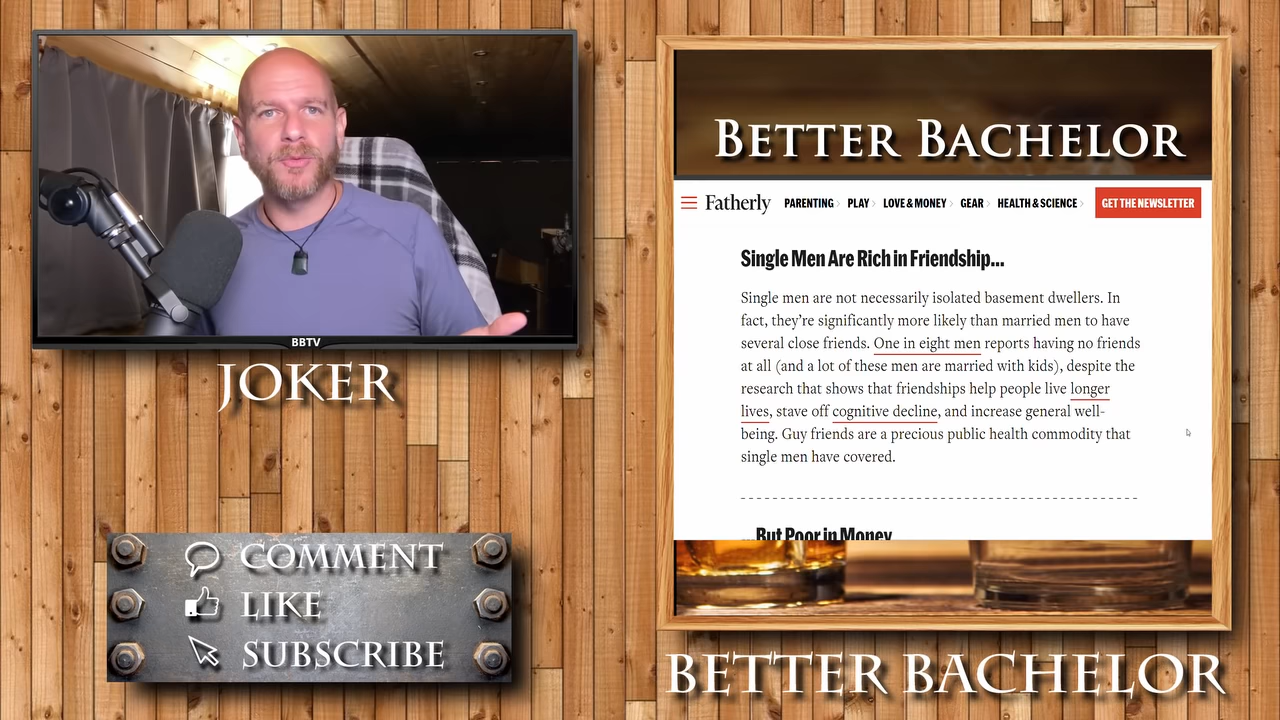 BBTV
JOKER
COMMENT
LIKE
SUBSCRIBE
BETTER BACHELOR
Fatherly PARENTING PLAY LOVE & MONEY GEAR HEALTH & SCIENCE GET THE NEWSLETTER
Single Men Are Rich in Friendship...
Single men are not necessarily isolated basement dwellers. In
fact, they’re significantly more likely than married men to have
several close friends. One in eight men reports having no friends
at all (and a lot of these men are married with kids), despite the
research that shows that friendships help people live longer
lives, stave off cognitive decline, and increase general well-
being. Guy friends are a precious public health commodity that
single men have covered.
...But Poor in Money
BETTER BACHELOR